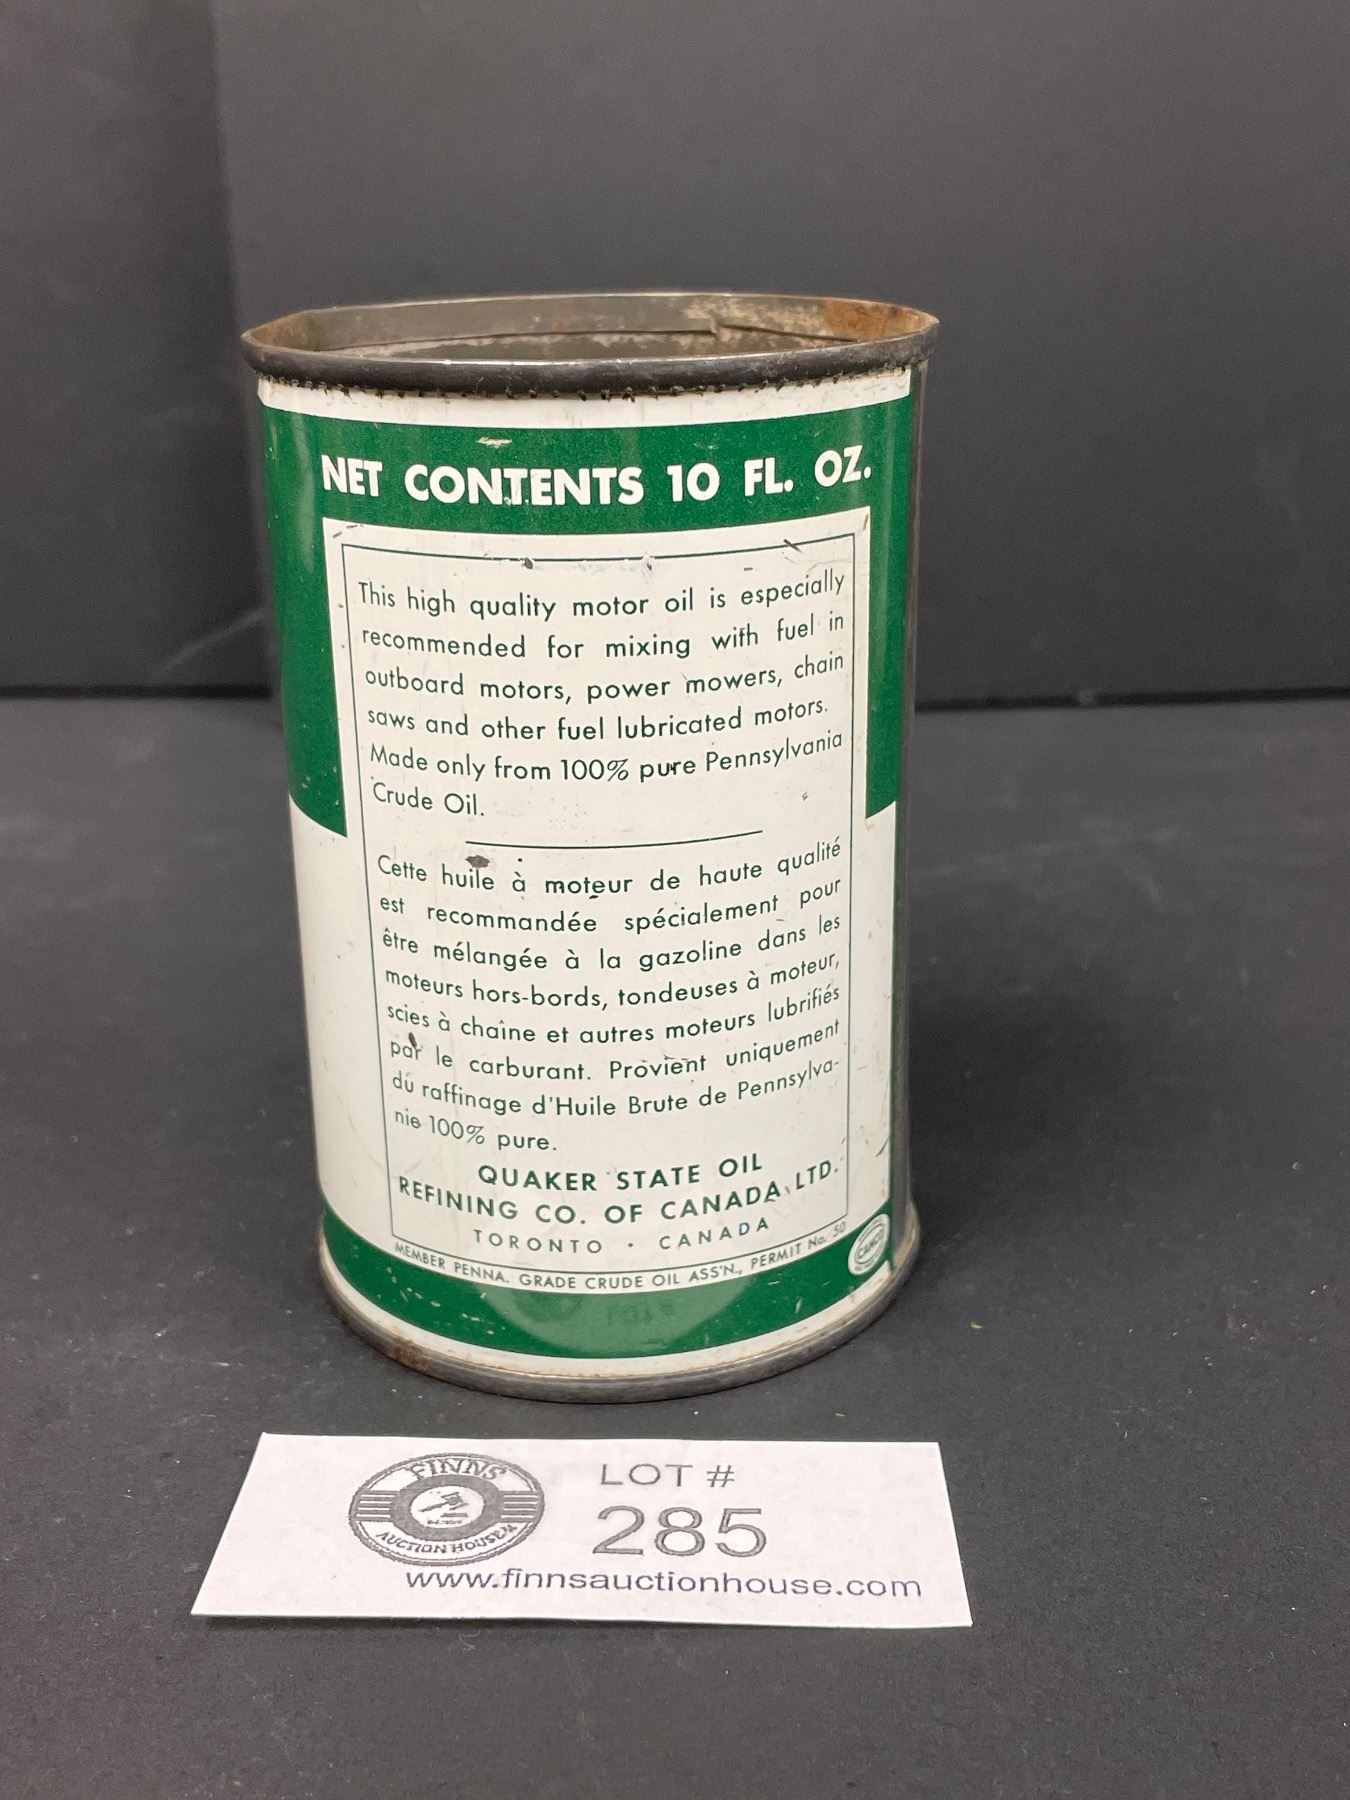 NET CONTENTS 10 FL. OZ.
This high quality motor oil is especially
recommended for mixing with fuel in
outboard motors, power mowers, chain
saws and other fuel lubricated motors.
Made only from 100% pure Pennsylvania
Crude Oil.
Cette huile à moteur de haute qualité
est recommandée spécialement pour
être mélangée à la gazoline dans les
moteurs hors-bords, tondeuses à moteur,
scies à chaîne et autres moteurs lubrifiés
par le carburant. Provient uniquement
du raffinage d'Huile Brute de Pennsylva-
nie 100% pure.
QUAKER STATE OIL
REFINING CO. OF CANADA, LTD.
TORONTO · CANADA
MEMBER PENNA. GRADE CRUDE OIL ASS'N., PERMIT No. 50
CANCO
FINNS
AUCTION HOUSE
LOT #
285
www.finnsauctionhouse.com